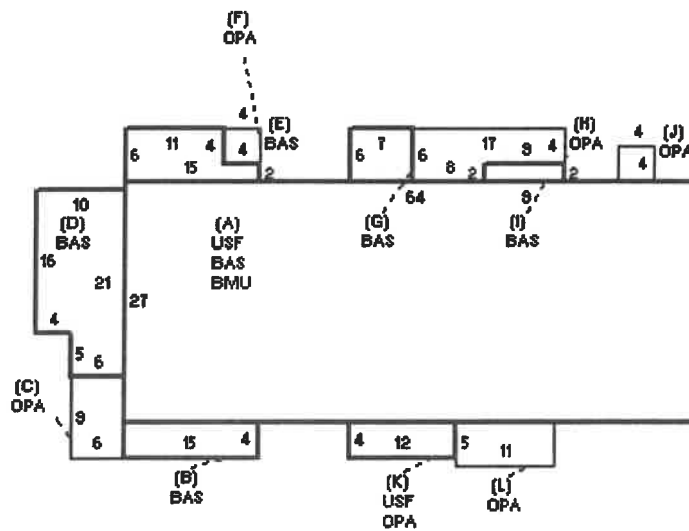 (F)
OPA
4
(E)
BAS
11
4
4
6
15
2
7
6
6
17
(H)
OPA
9
4
8
2
2
4
(J)
OPA
4
64
9
(G)
BAS
(I)
BAS
10
(D)
BAS
16
21
4
5
6
(A)
USF
BAS
BMU
27
(C)
OPA
9
6
15
4
(B)
BAS
4
12
(K)
USF
OPA
5
11
(L)
OPA